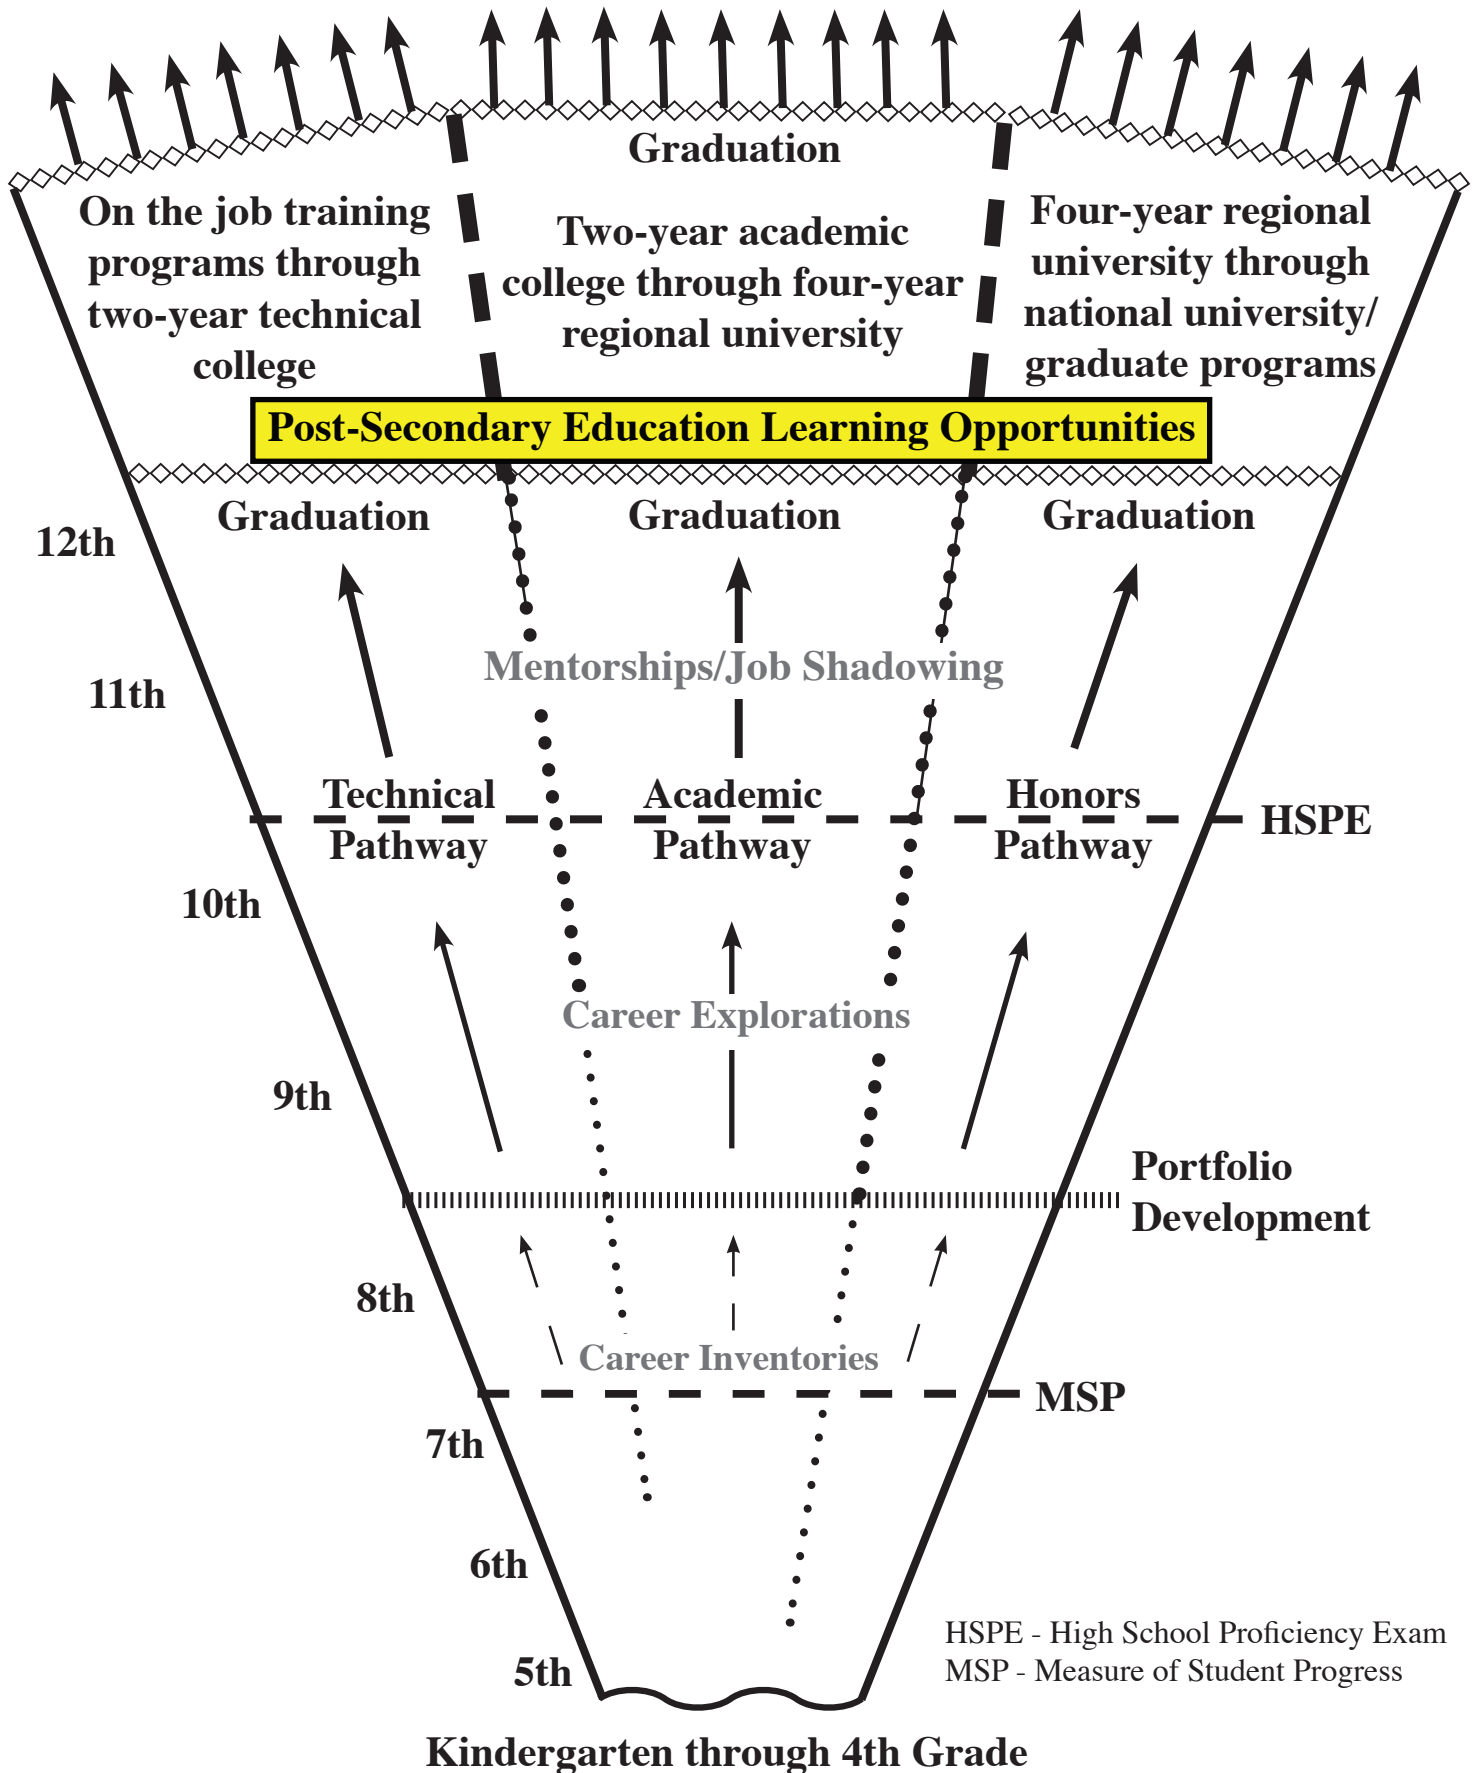 Graduation
On the job training
programs through
two-year technical
college
Two-year academic
college through four-year
regional university
Four-year regional
university through
national university/
graduate programs
Post-Secondary Education Learning Opportunities
Graduation
Graduation
Graduation
12th
Mentorships/Job Shadowing
11th
Technical
Pathway
Academic
Pathway
Honors
Pathway
HSPE
10th
Career Explorations
9th
Portfolio
Development
8th
Career Inventories
MSP
7th
6th
5th
HSPE - High School Proficiency Exam
MSP - Measure of Student Progress
Kindergarten through 4th Grade